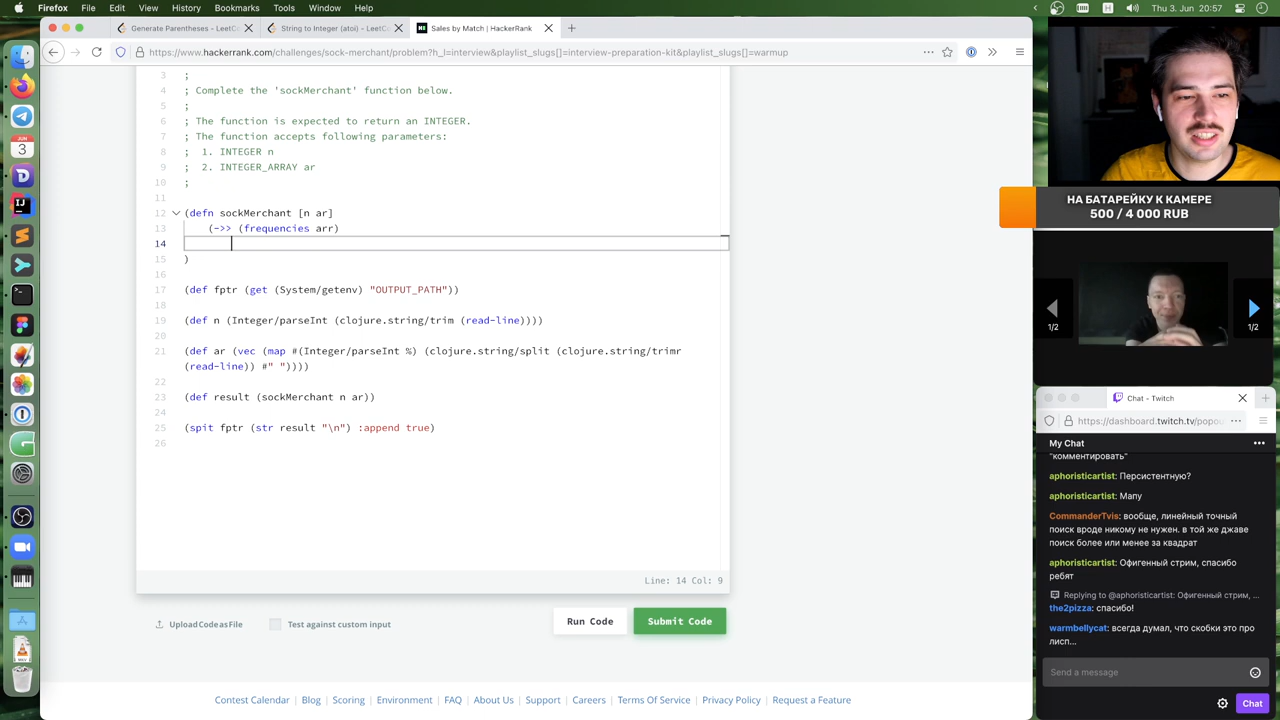 Firefox File Edit View History Bookmarks Tools Window Help
20:57
Generate Parentheses - LeetCo
String to Integer (atoi) - LeetCo
Sales by Match | HackerRank
https://www.hackerrank.com/challenges/sock-merchant/problem?h_l=interview&playlist_slugs[]=interview-preparation-kit&playlist_slugs[]=warmup
3 ;
4 ; Complete the 'sockMerchant' function below.
5 ;
6 ; The function is expected to return an INTEGER.
7 ; The function accepts following parameters:
8 ;  1. INTEGER n
9 ;  2. INTEGER_ARRAY ar
10 ;
11
12 (defn sockMerchant [n ar]
13 (->> (frequencies arr)
14
15 )
16
17 (def fptr (get (System/getenv) "OUTPUT_PATH"))
18
19 (def n (Integer/parseInt (clojure.string/trim (read-line))))
20
21 (def ar (vec (map #(Integer/parseInt %) (clojure.string/split (clojure.string/trimr
(read-line)) #" "))))
22
23 (def result (sockMerchant n ar))
24
25 (spit fptr (str result "\n") :append true)
26
Line: 14 Col: 9
Upload Code as File
Test against custom input
Run Code
Submit Code
Contest Calendar | Blog | Scoring | Environment | FAQ | About Us | Support | Careers | Terms Of Service | Privacy Policy | Request a Feature
JUN
3
НА БАТАРЕЙКУ К КАМЕРЕ
500 / 4 000 RUB
1/2
1/2
Chat - Twitch
https://dashboard.twitch.tv/popou
My Chat
"комментировать"
aphoristicartist: Персистентную?
aphoristicartist: Мапу
CommanderTvis: вообще, линейный точный
поиск вроде никому не нужен. в той же джаве
поиск более или менее за квадрат
aphoristicartist: Офигенный стрим, спасибо
ребят
Replying to @aphoristicartist: Офигенный стрим, ...
the2pizza: спасибо!
warmbellycat: всегда думал, что скобки это про
лисп...
Send a message
Chat